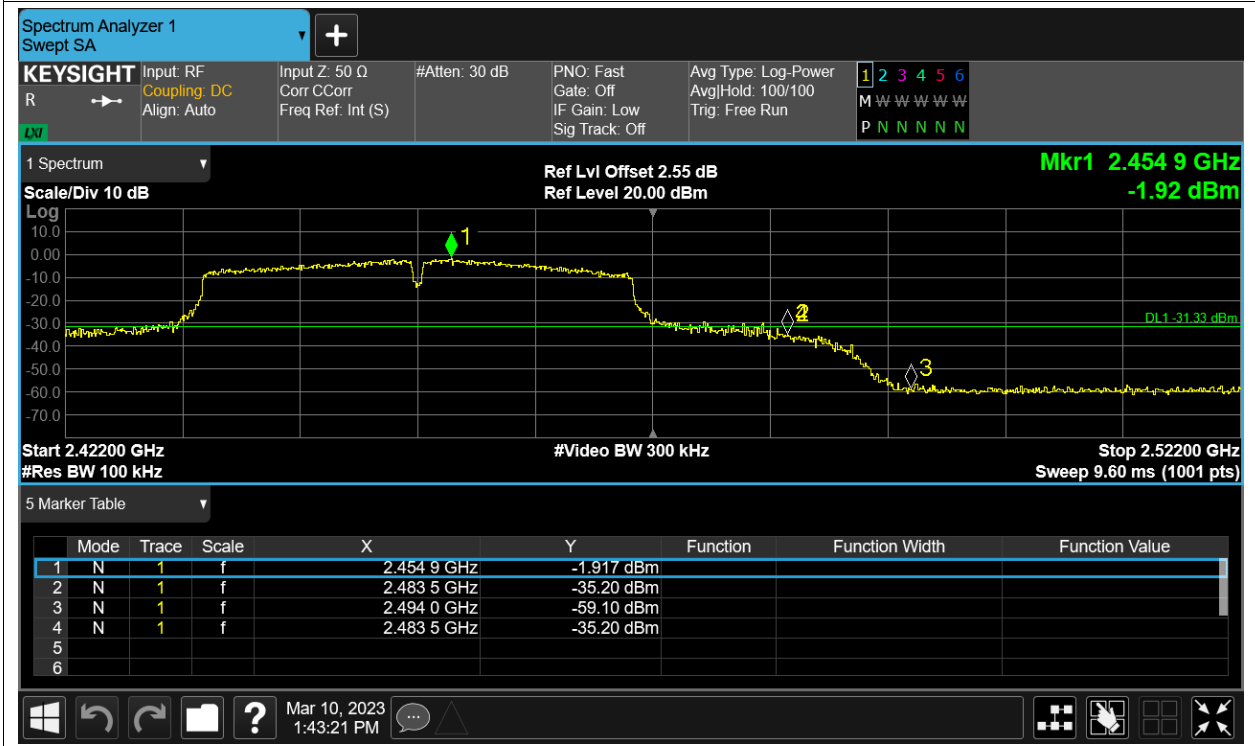 Spectrum Analyzer 1
Swept SA
+
KEYSIGHT Input: RF Input Z: 50 Ω #Atten: 30 dB PNO: Fast Avg Type: Log-Power 1 2 3 4 5 6
R Coupling: DC Corr CCorr Gate: Off Avg|Hold: 100/100 M W W W W W
Align: Auto Freq Ref: Int (S) IF Gain: Low Trig: Free Run
LXI Sig Track: Off P N N N N N
1 Spectrum Ref Lvl Offset 2.55 dB Mkr1 2.454 9 GHz
Scale/Div 10 dB Ref Level 20.00 dBm -1.92 dBm
Log
10.0 1
0.00
-10.0
-20.0
-30.0 2 DL1 -31.33 dBm
-40.0
-50.0 3
-60.0
-70.0
Start 2.42200 GHz #Video BW 300 kHz Stop 2.52200 GHz
#Res BW 100 kHz Sweep 9.60 ms (1001 pts)
5 Marker Table
Mode Trace Scale X Y Function Function Width Function Value
1 N 1 f 2.454 9 GHz -1.917 dBm
2 N 1 f 2.483 5 GHz -35.20 dBm
3 N 1 f 2.494 0 GHz -59.10 dBm
4 N 1 f 2.483 5 GHz -35.20 dBm
5
6
? Mar 10, 2023
1:43:21 PM